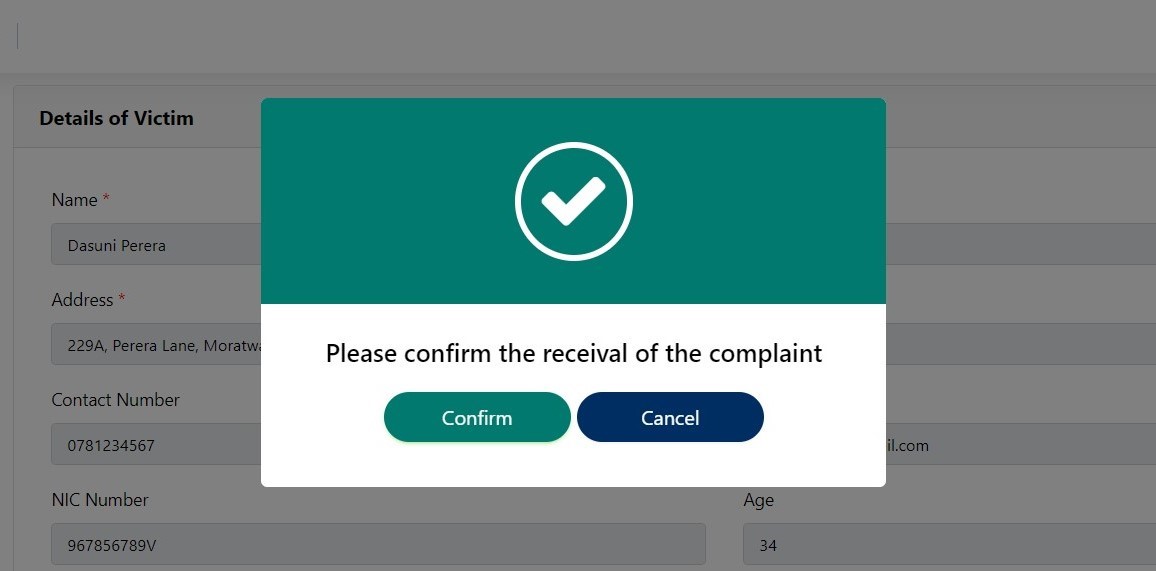 Details of Victim
Name *
Dasuni Perera
Address *
229A, Perera Lane,
Please confirm the receival of the complaint
Confirm Cancel
Contact Number
0781234567
il.com
NIC Number Age
967856789V 34